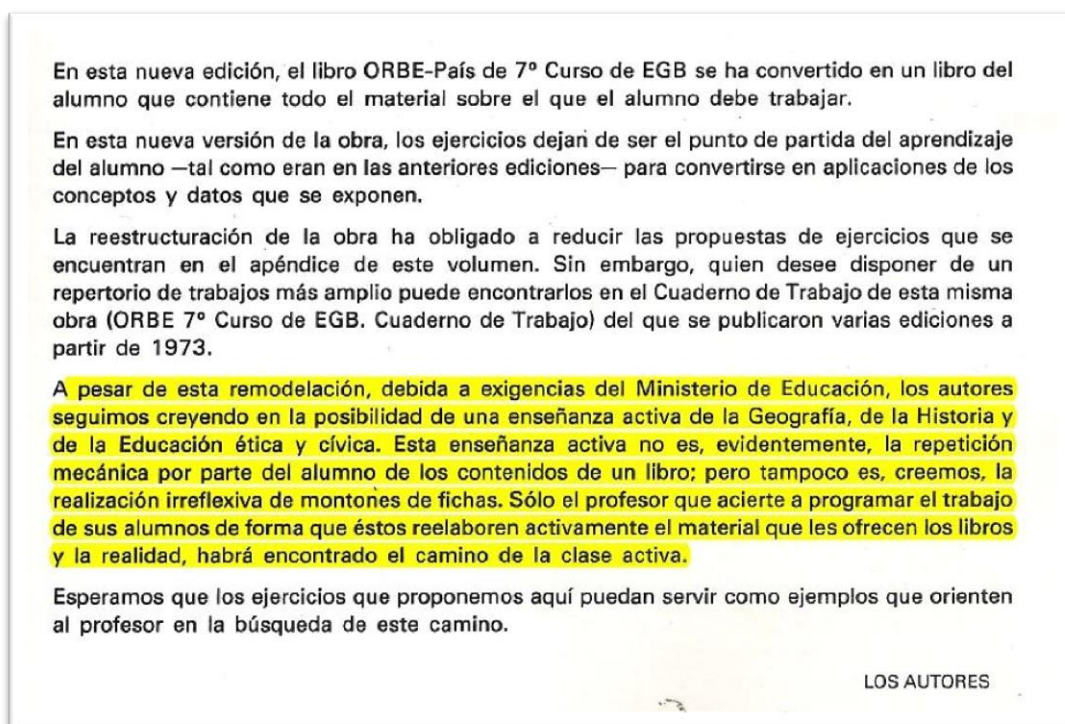 En esta nueva edición, el libro ORBE-País de 7º Curso de EGB se ha convertido en un libro del
alumno que contiene todo el material sobre el que el alumno debe trabajar.
En esta nueva versión de la obra, los ejercicios dejan de ser el punto de partida del aprendizaje
del alumno —tal como eran en las anteriores ediciones— para convertirse en aplicaciones de los
conceptos y datos que se exponen.
La reestructuración de la obra ha obligado a reducir las propuestas de ejercicios que se
encuentran en el apéndice de este volumen. Sin embargo, quien desee disponer de un
repertorio de trabajos más amplio puede encontrarlos en el Cuaderno de Trabajo de esta misma
obra (ORBE 7º Curso de EGB. Cuaderno de Trabajo) del que se publicaron varias ediciones a
partir de 1973.
A pesar de esta remodelación, debida a exigencias del Ministerio de Educación, los autores
seguimos creyendo en la posibilidad de una enseñanza activa de la Geografía, de la Historia y
de la Educación ética y cívica. Esta enseñanza activa no es, evidentemente, la repetición
mecánica por parte del alumno de los contenidos de un libro; pero tampoco es, creemos, la
realización irreflexiva de montones de fichas. Sólo el profesor que acierte a programar el trabajo
de sus alumnos de forma que éstos reelaboren activamente el material que les ofrecen los libros
y la realidad, habrá encontrado el camino de la clase activa.
Esperamos que los ejercicios que proponemos aquí puedan servir como ejemplos que orienten
al profesor en la búsqueda de este camino.
LOS AUTORES